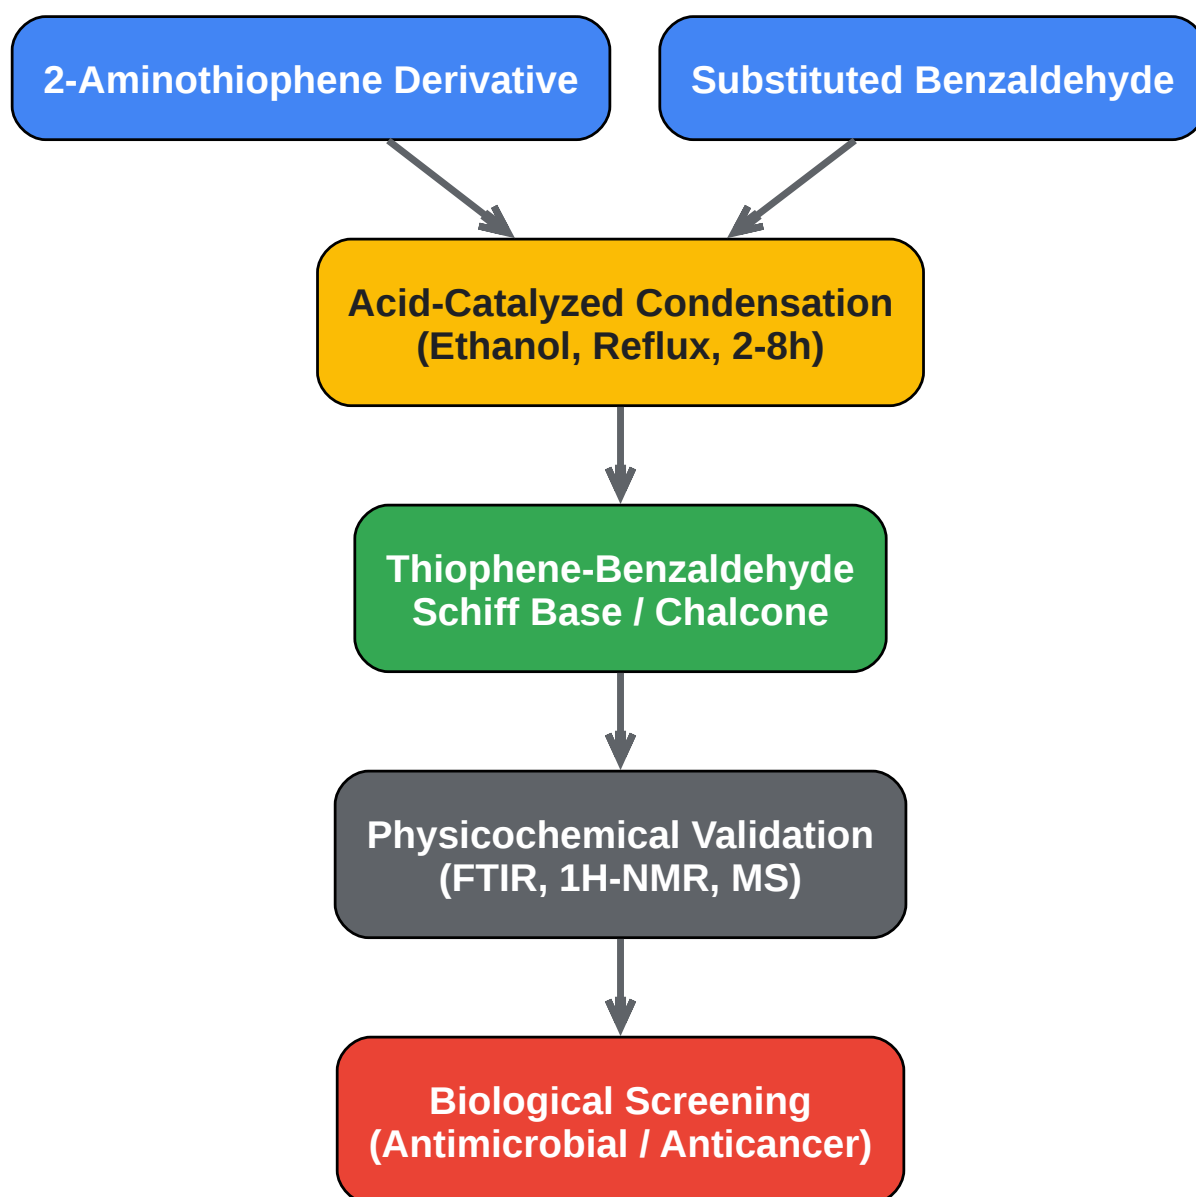 2-Aminothiophene Derivative
Substituted Benzaldehyde
Acid-Catalyzed Condensation
(Ethanol, Reflux, 2-8h)
Thiophene-Benzaldehyde
Schiff Base / Chalcone
Physicochemical Validation
(FTIR, 1H-NMR, MS)
Biological Screening
(Antimicrobial / Anticancer)